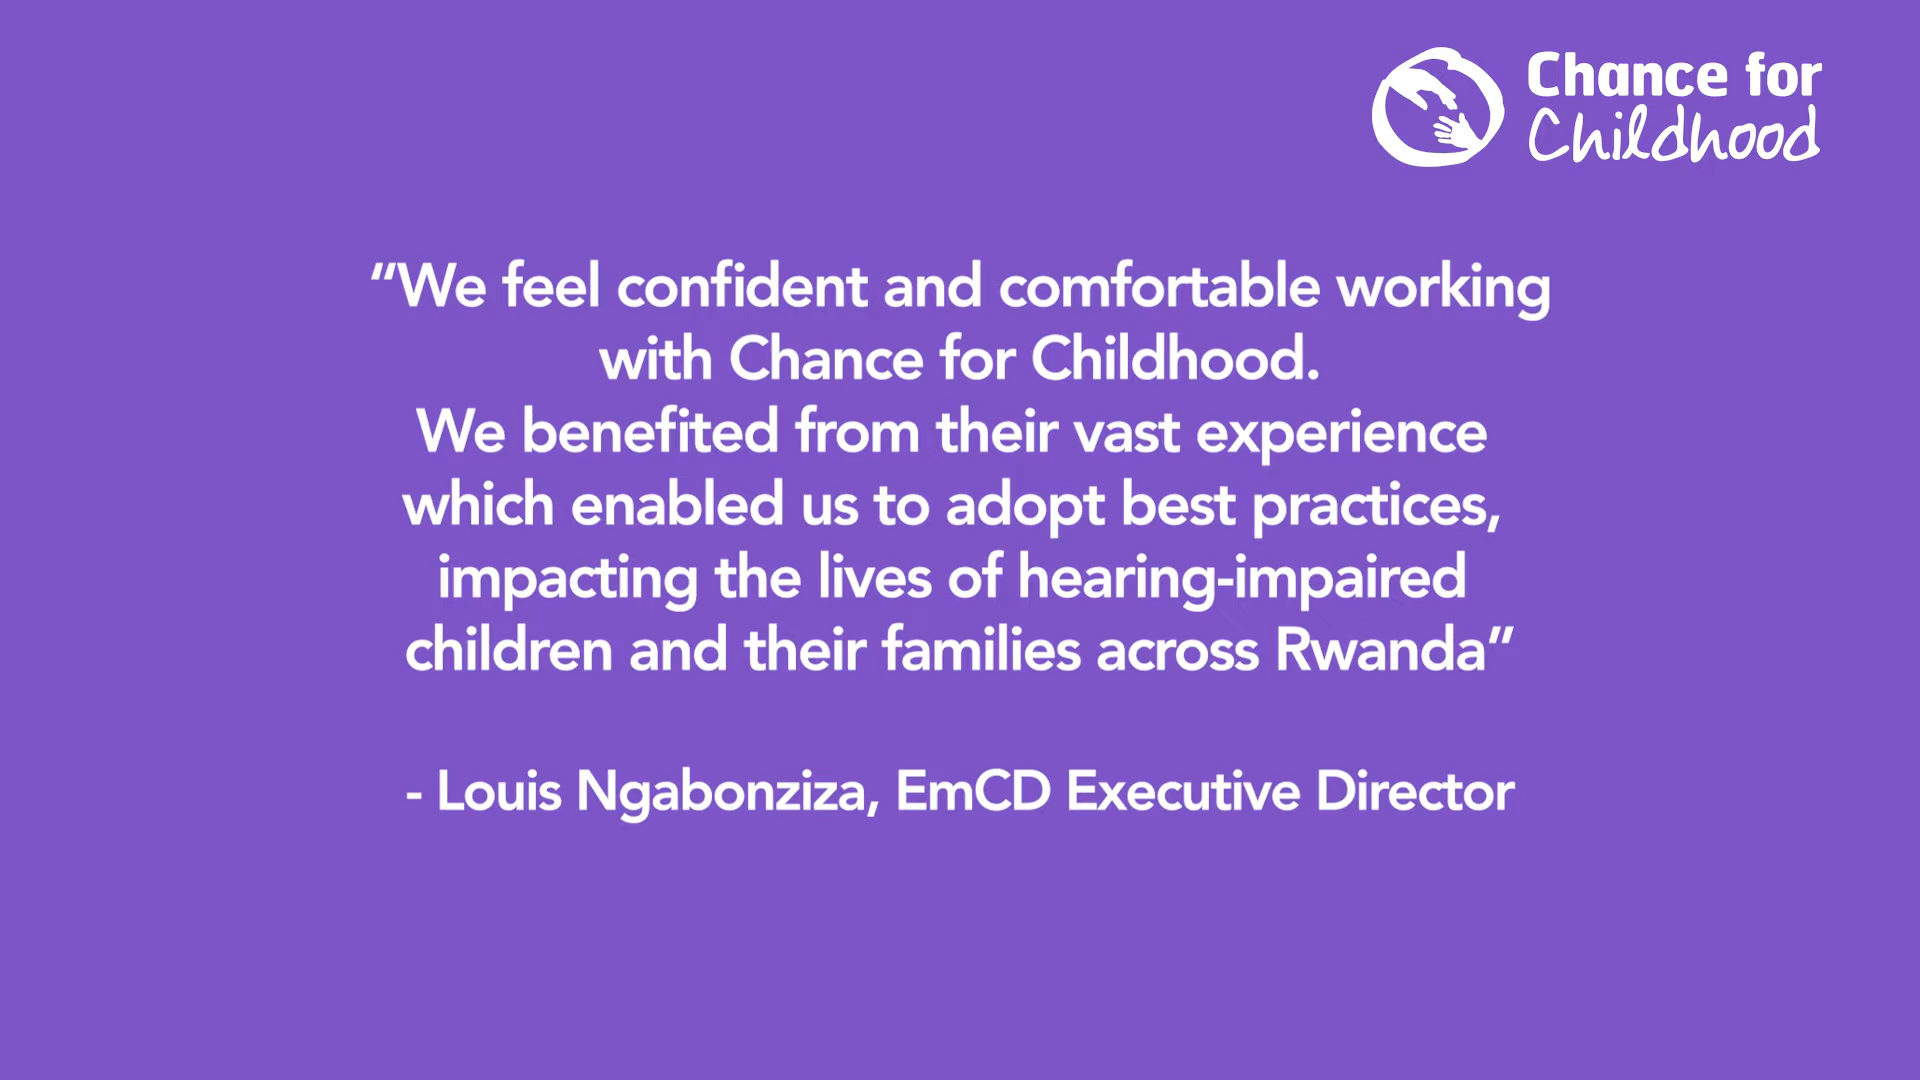 Chance for
Childhood
“We feel confident and comfortable working
with Chance for Childhood.
We benefited from their vast experience
which enabled us to adopt best practices,
impacting the lives of hearing-impaired
children and their families across Rwanda”
- Louis Ngabonziza, EmCD Executive Director